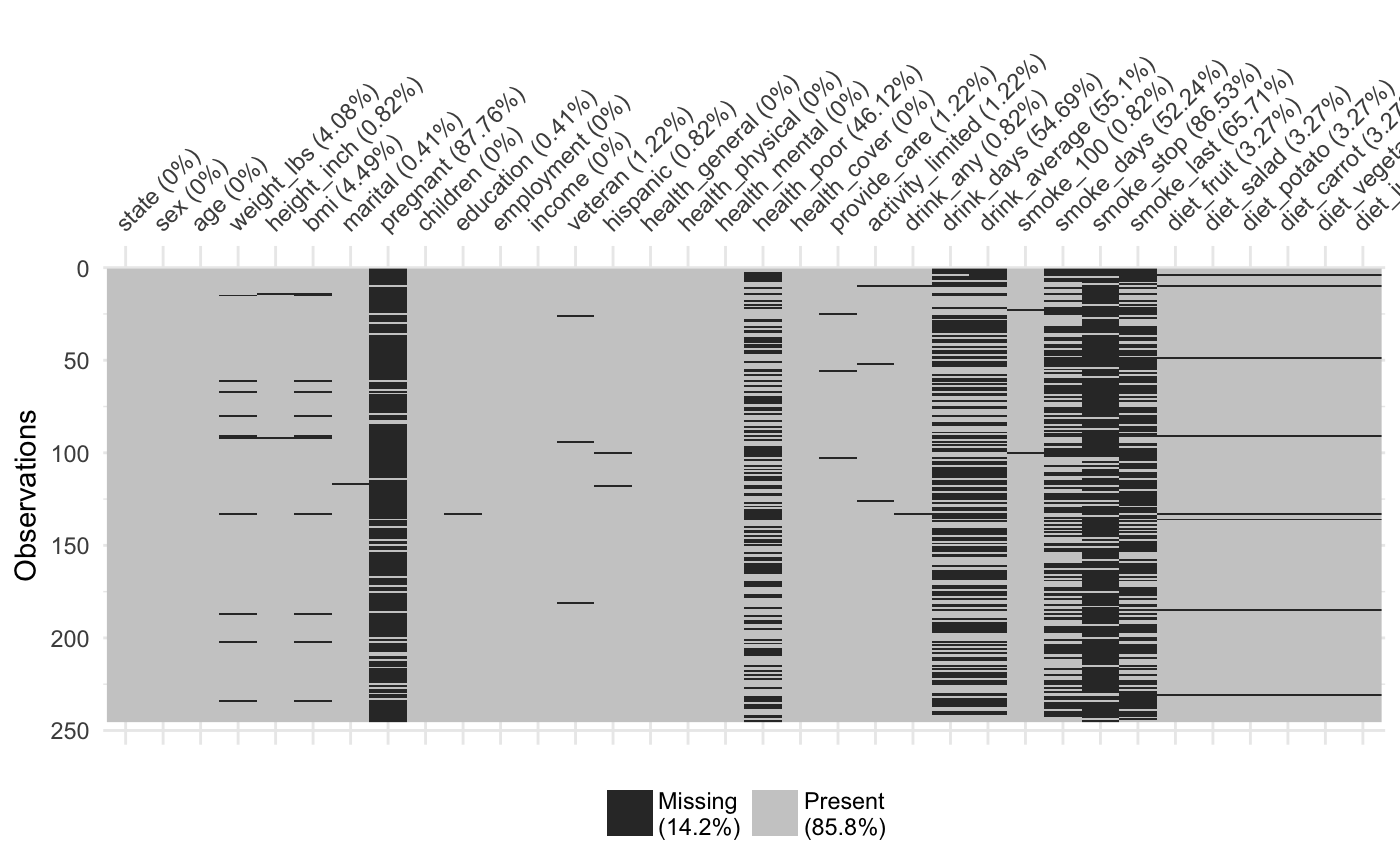 state (0%)
sex (0%)
age (0%)
weight_lbs (4.08%)
height_inch (0.82%)
bmi (4.49%)
marital (0.41%)
pregnant (87.76%)
children (0%)
education (0.41%)
employment (0%)
income (0%)
veteran (1.22%)
hispanic (0.82%)
health_general (0%)
health_physical (0%)
health_mental (0%)
health_poor (46.12%)
health_cover (0%)
provide_care (1.22%)
activity_limited (1.22%)
drink_any (0.82%)
drink_days (54.69%)
drink_average (55.1%)
smoke_100 (0.82%)
smoke_days (52.24%)
smoke_stop (86.53%)
smoke_last (65.71%)
diet_fruit (3.27%)
diet_salad (3.27%)
diet_potato (3.27%)
diet_carrot (3.27
diet_vegeta
Observations
0
50
100
150
200
250
Missing
(14.2%)
Present
(85.8%)